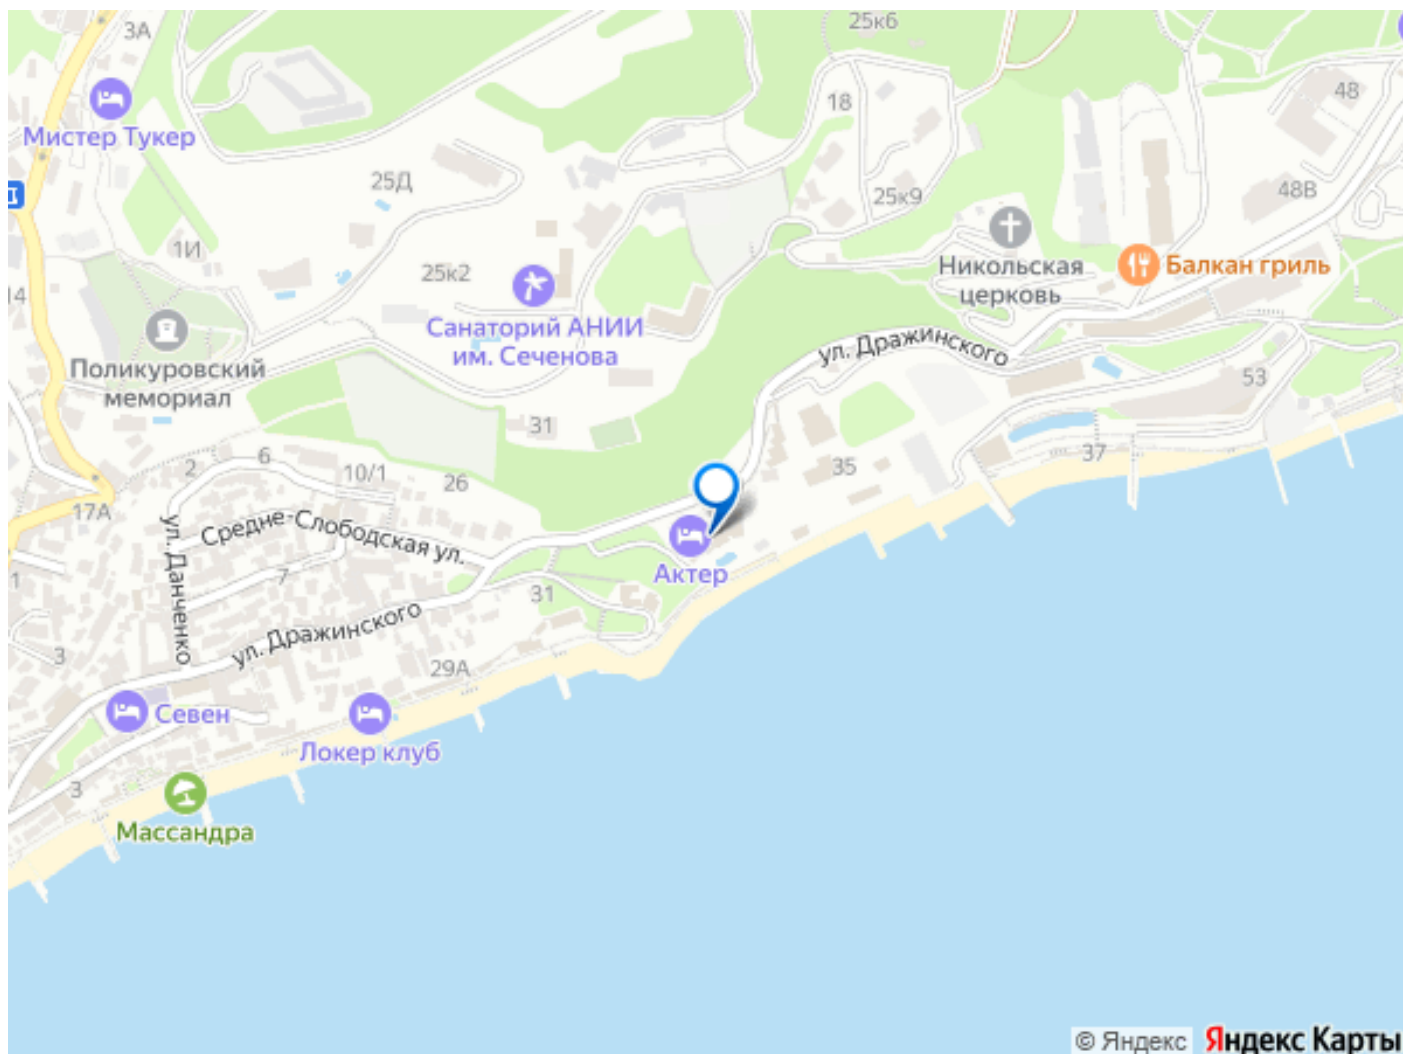 3А
25к6
Мистер Тукер
18
48
25Д
25к9
48В
1И
25к2
Никольская
церковь
Балкан гриль
14
Санаторий АНИИ
им. Сеченова
ул. Дражинского
Поликуровский
мемориал
53
31
2
6
10/1
26
35
37
17А
Средне-Слободская ул.
ул. Данченко
1
7
Актер
31
ул. Дражинского
3
29А
Севен
Локер клуб
3
Массандра
© Яндекс Яндекс Карты